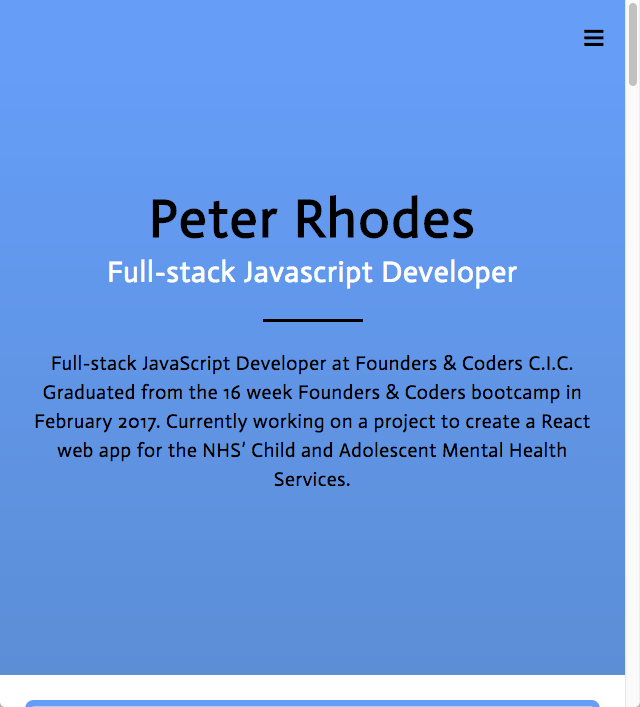 Peter Rhodes
Full-stack Javascript Developer
Full-stack JavaScript Developer at Founders & Coders C.I.C.
Graduated from the 16 week Founders & Coders bootcamp in
February 2017. Currently working on a project to create a React
web app for the NHS’ Child and Adolescent Mental Health
Services.